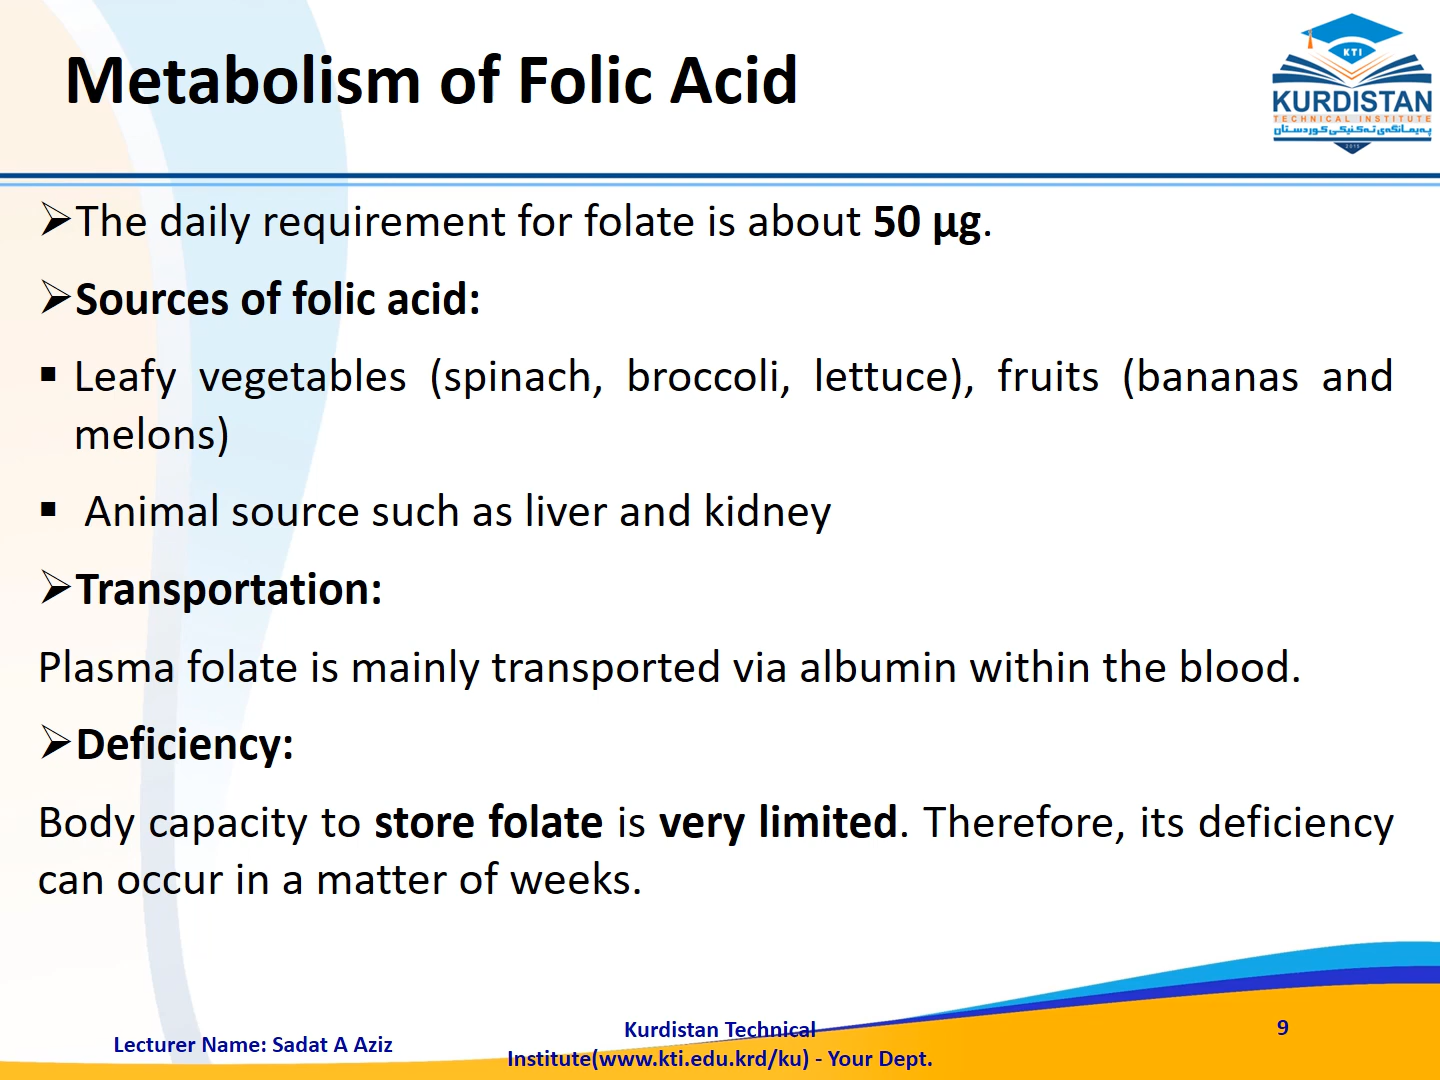 Metabolism of Folic Acid
KTI
KURDISTAN
TECHNICAL INSTITUTE
پەیمانگەی تەکنیکی کوردستان
2015
➢The daily requirement for folate is about 50 µg.
➢Sources of folic acid:
▪ Leafy vegetables (spinach, broccoli, lettuce), fruits (bananas and
melons)
▪ Animal source such as liver and kidney
➢Transportation:
Plasma folate is mainly transported via albumin within the blood.
➢Deficiency:
Body capacity to store folate is very limited. Therefore, its deficiency
can occur in a matter of weeks.
Lecturer Name: Sadat A Aziz
Kurdistan Technical
Institute(www.kti.edu.krd/ku) - Your Dept.
9